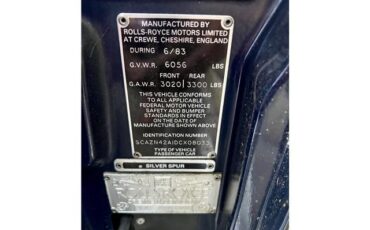 MANUFACTURED BY
ROLLS-ROYCE MOTORS LIMITED
AT CREWE, CHESHIRE, ENGLAND
DURING 6/83
G.V.W.R. 6056 LBS
FRONT REAR
G.A.W.R. 3020 3300 LBS
THIS VEHICLE CONFORMS
TO ALL APPLICABLE
FEDERAL MOTOR VEHICLE
SAFETY AND BUMPER
STANDARDS IN EFFECT
ON THE DATE OF
MANUFACTURE SHOWN ABOVE
IDENTIFICATION NUMBER
TYPE OF VEHICLE
PASSENGER CAR
SILVER SPUR